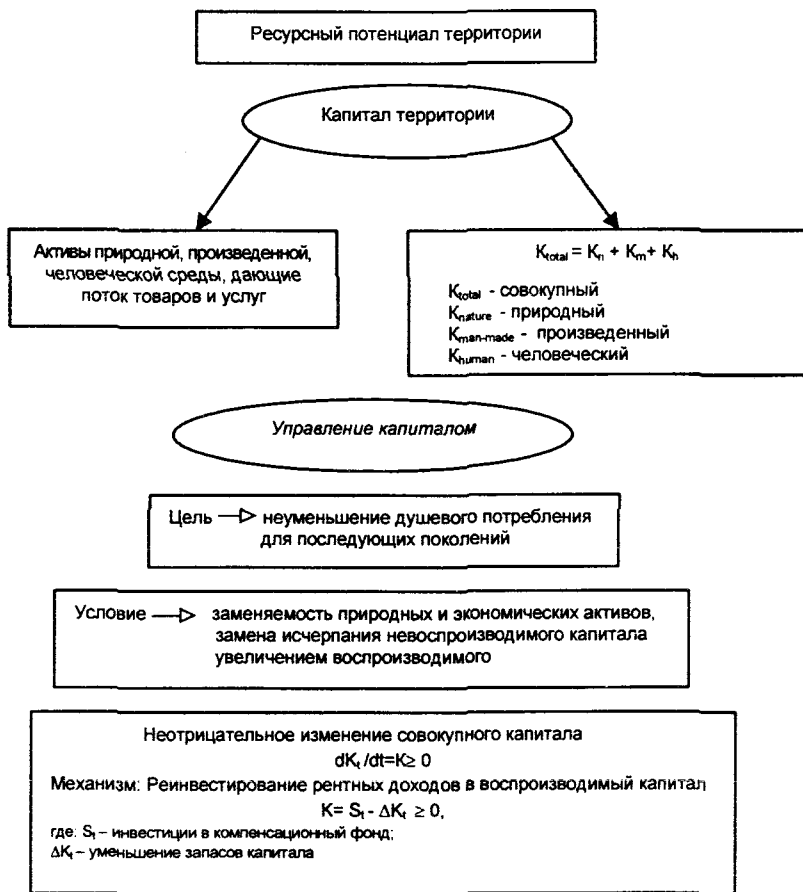 Ресурсный потенциал территории
Капитал территории
Активы природной, произведенной,
человеческой среды, дающие
поток товаров и услуг
K_total = K_n + K_m + K_h
K_total - совокупный
K_nature - природный
K_man-made - произведенный
K_human - человеческий
Управление капиталом
Цель → неуменьшение душевого потребления
для последующих поколений
Условие → заменяемость природных и экономических активов,
замена исчерпания невоспроизводимого капитала
увеличением воспроизводимого
Неотрицательное изменение совокупного капитала
dK_t /dt=K≥ 0
Механизм: Реинвестирование рентных доходов в воспроизводимый капитал
K= S_t - ΔK_t ≥ 0,
где: S_t – инвестиции в компенсационный фонд;
ΔK_t – уменьшение запасов капитала